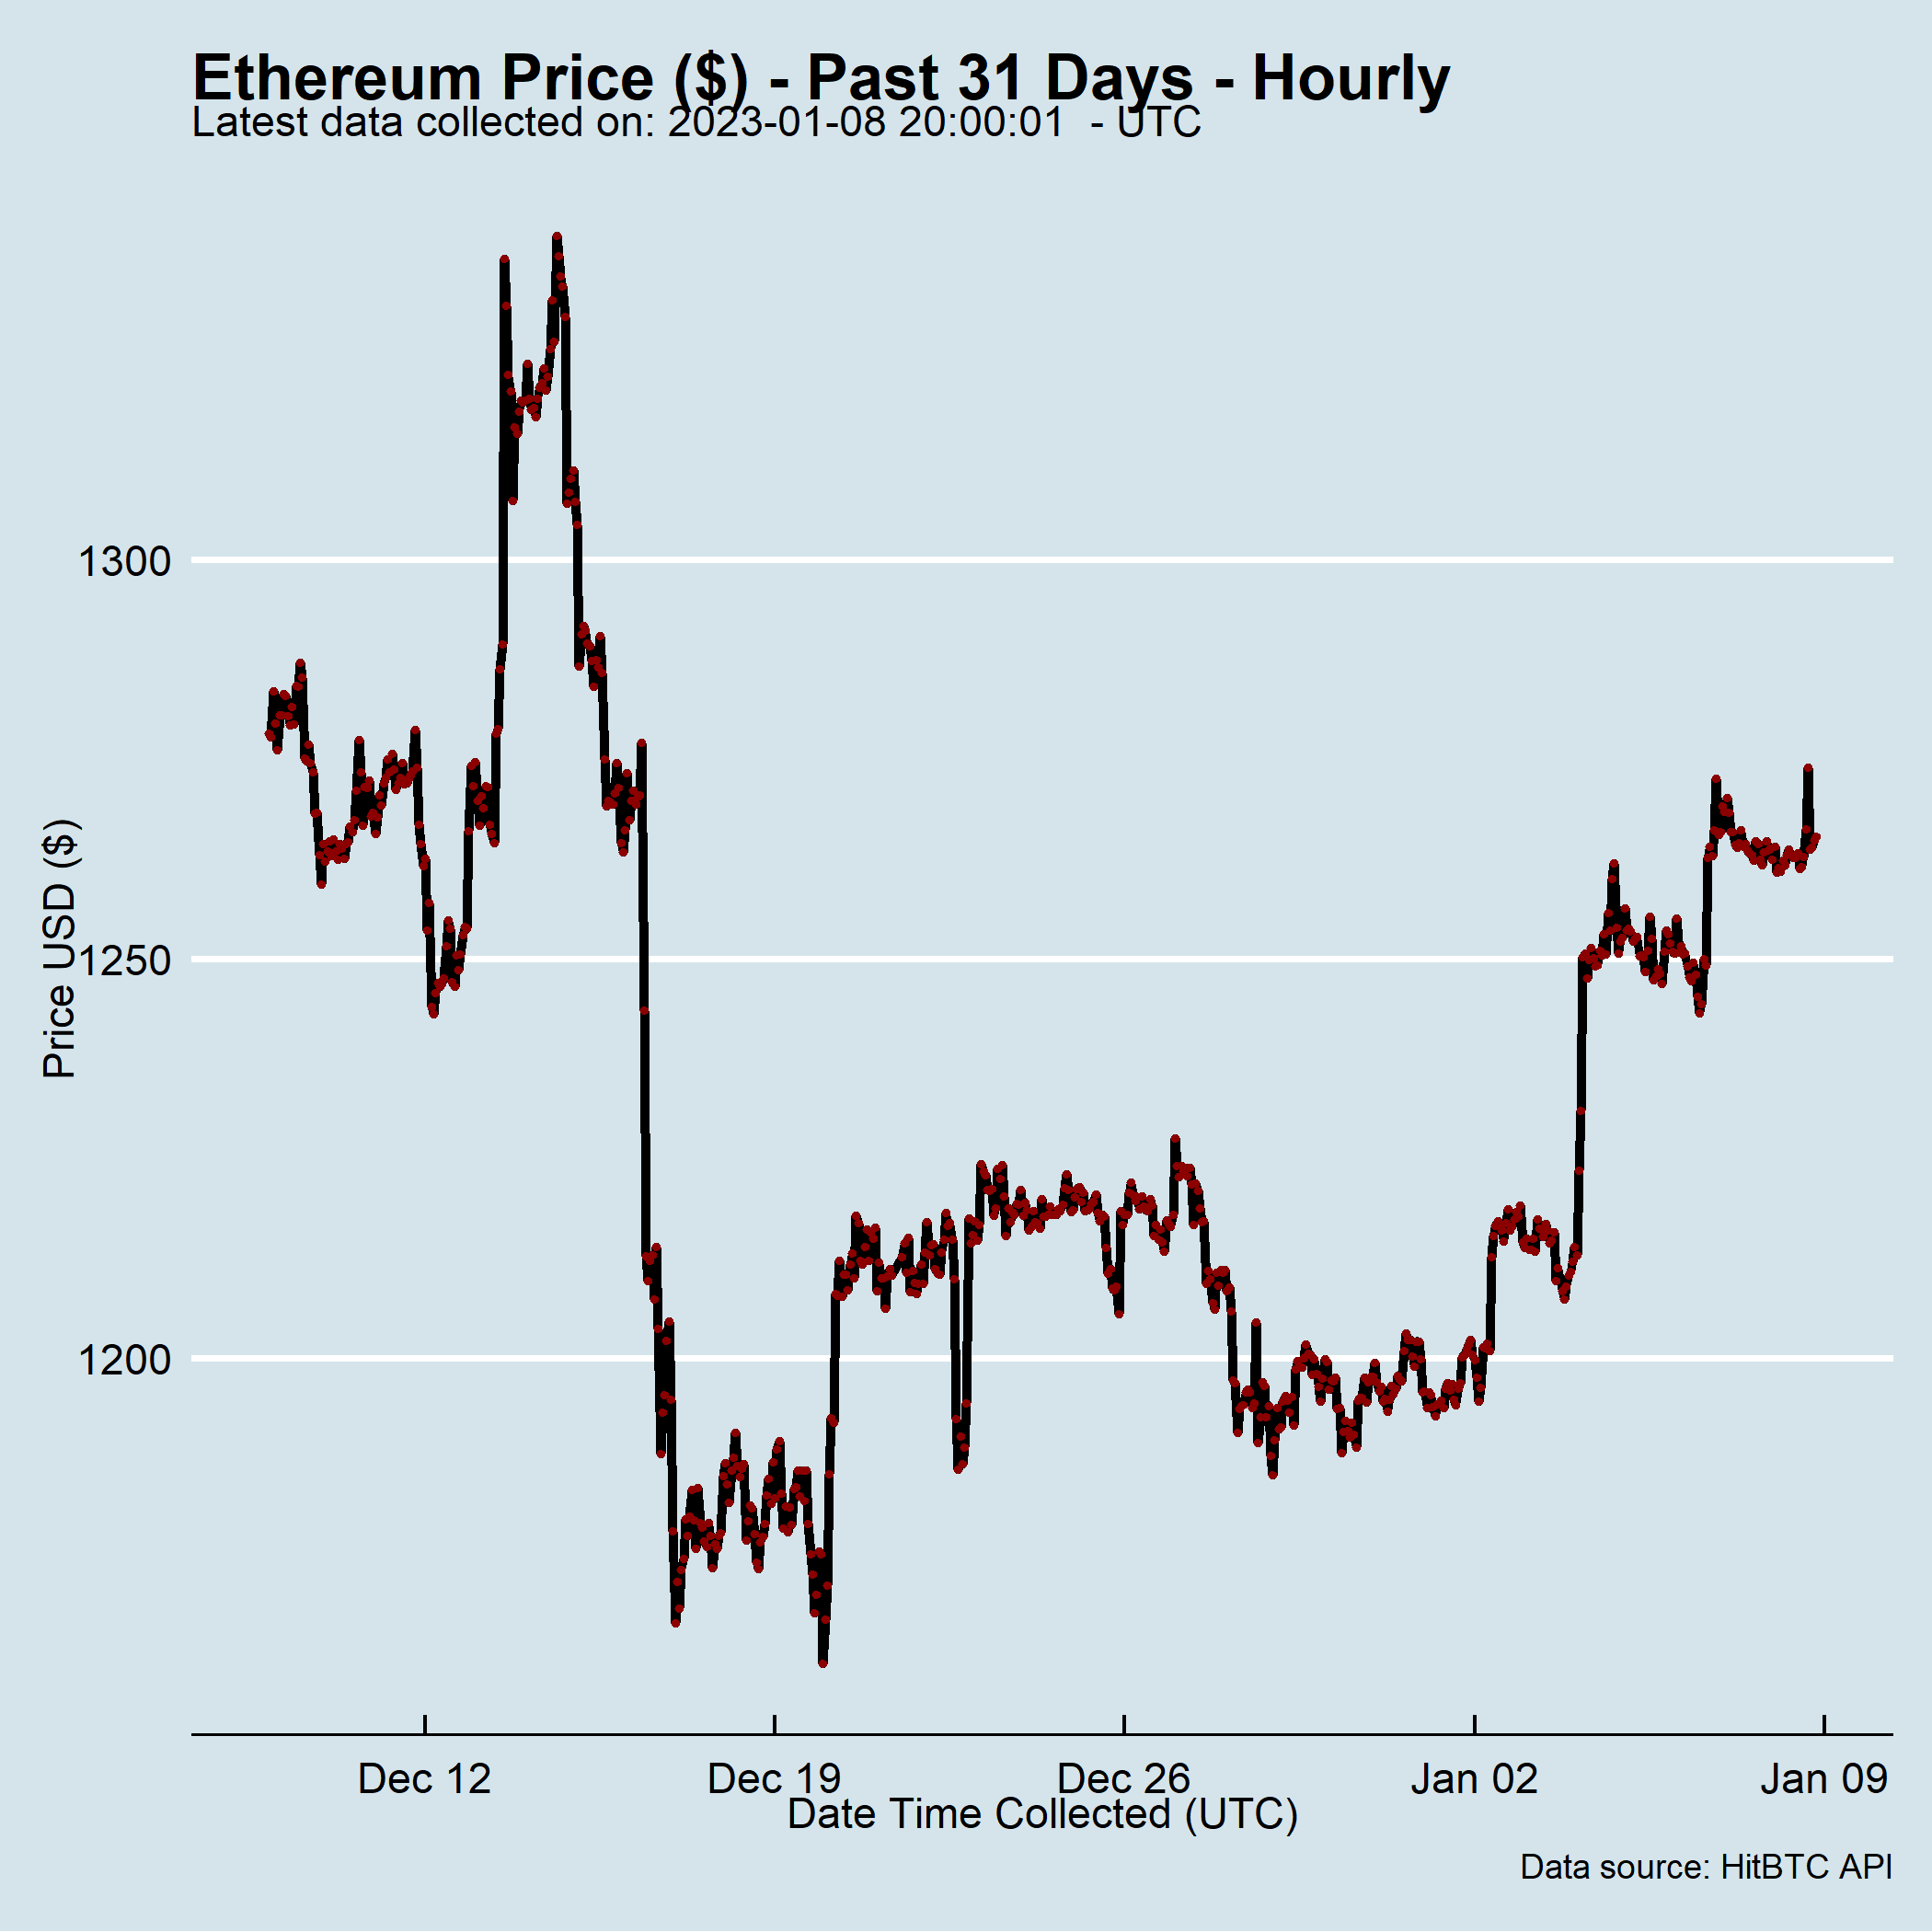 Ethereum Price ($) - Past 31 Days - Hourly
Latest data collected on: 2023-01-08 20:00:01  - UTC
Price USD ($)
1300
1250
1200
Dec 12 Dec 19 Dec 26 Jan 02 Jan 09
Date Time Collected (UTC)
Data source: HitBTC API